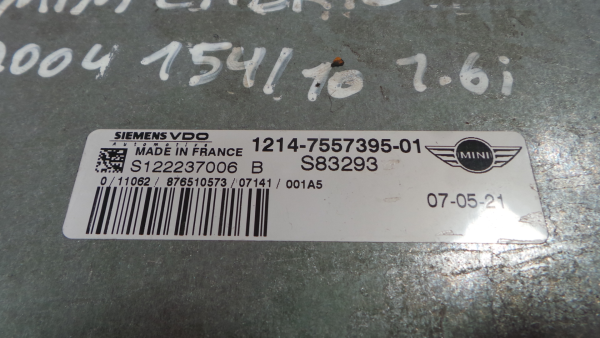 2004 154/10 1.6i
SIEMENS VDO
Automotive
MADE IN FRANCE
1214-7557395-01
S122237006 B
S83293
MINI
0/11062/ 876510573/07141/ 001A5
07-05-21